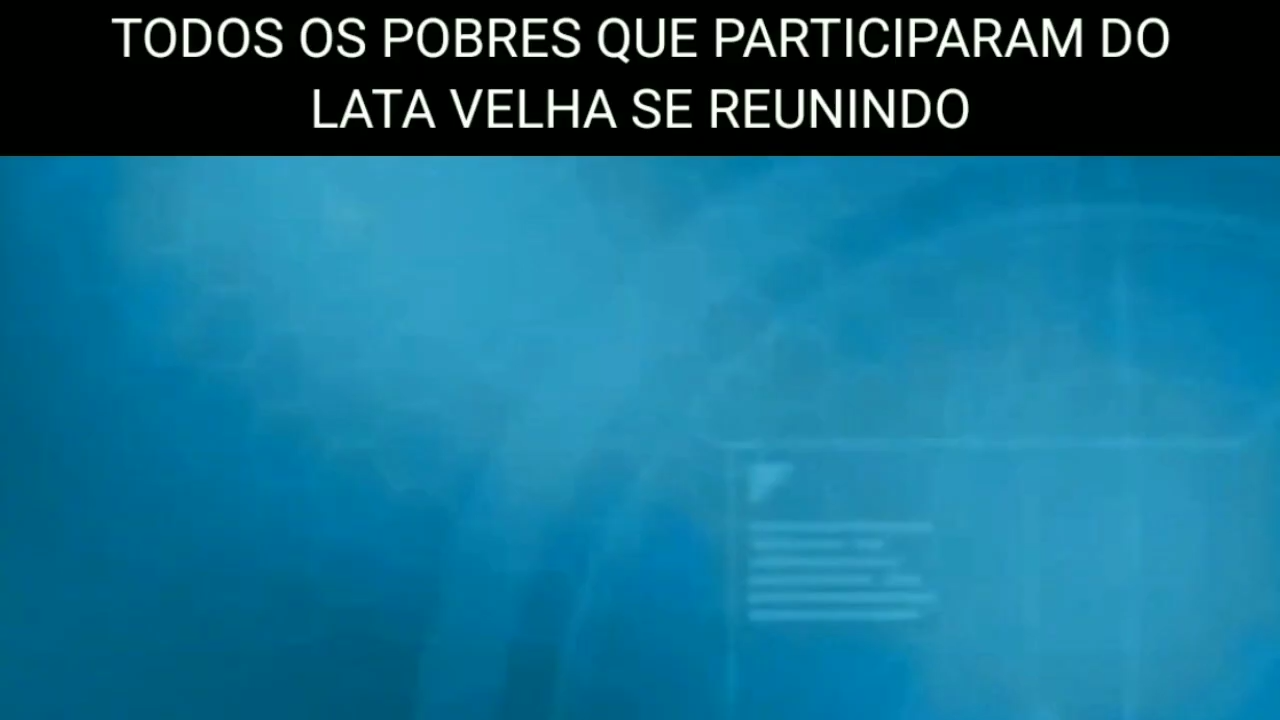 TODOS OS POBRES QUE PARTICIPARAM DO
LATA VELHA SE REUNINDO